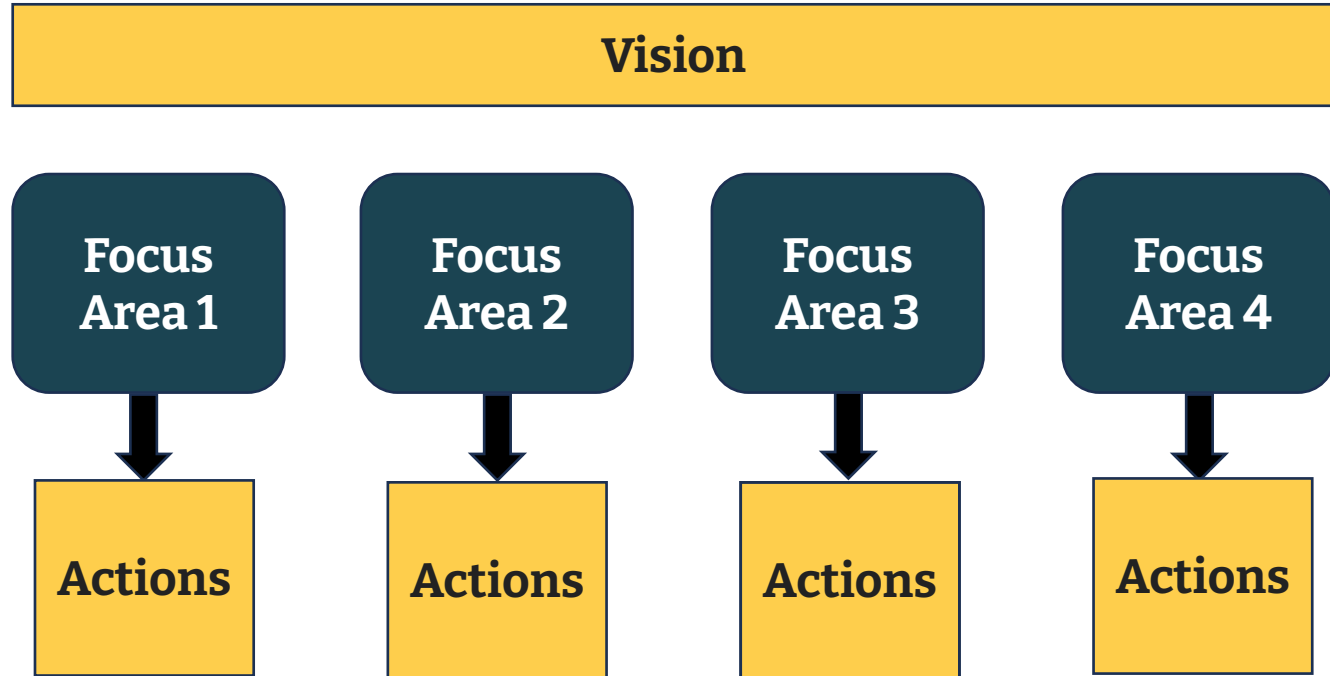 Vision
Focus
Area 1
Focus
Area 2
Focus
Area 3
Focus
Area 4
Actions
Actions
Actions
Actions